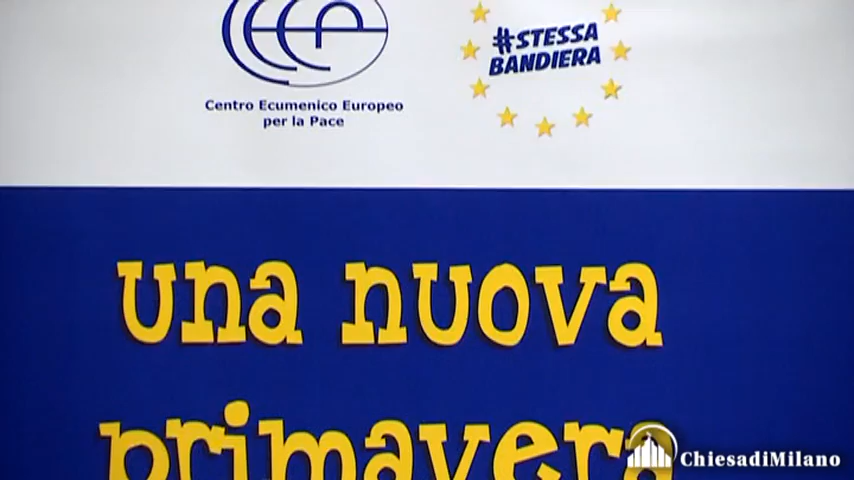 #STESSA
BANDIERA
Centro Ecumenico Europeo
per la Pace
una nuova
primavera
ChiesadiMilano